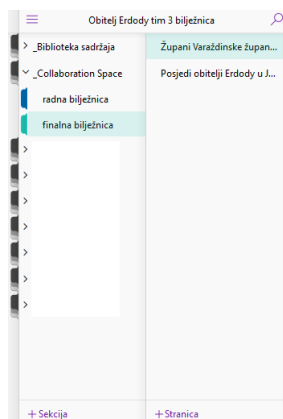 Obitelj Erdody tim 3 bilježnica
_Biblioteka sadržaja
_Collaboration Space
radna bilježnica
finalna bilježnica
Župani Varaždinske župan...
Posjedi obitelji Erdody u J...
+ Sekcija
+ Stranica